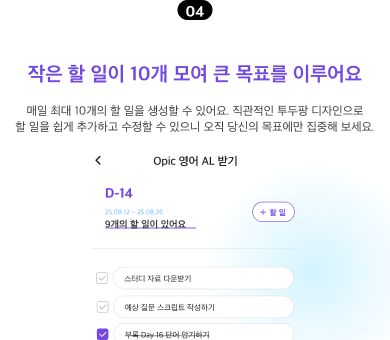 04
작은 할 일이 10개 모여 큰 목표를 이루어요
매일 최대 10개의 할 일을 생성할 수 있어요. 직관적인 투두팡 디자인으로
할 일을 쉽게 추가하고 수정할 수 있으니 오직 당신의 목표에만 집중해 보세요.
Opic 영어 AL 받기
D-14
25.08.12 ~ 25.08.26
9개의 할 일이 있어요
+ 할 일
스터디 자료 다운받기
예상 질문 스크립트 작성하기
부록 Day 16 단어 암기하기